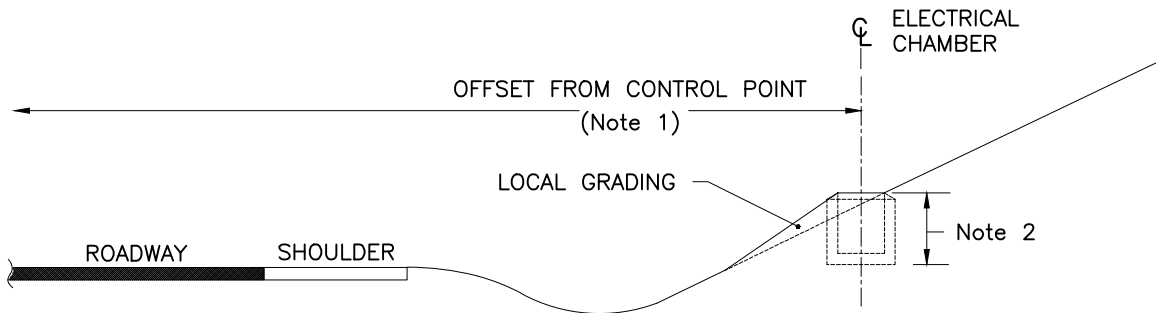 ℄ ELECTRICAL
CHAMBER
OFFSET FROM CONTROL POINT
(Note 1)
LOCAL GRADING
Note 2
ROADWAY
SHOULDER